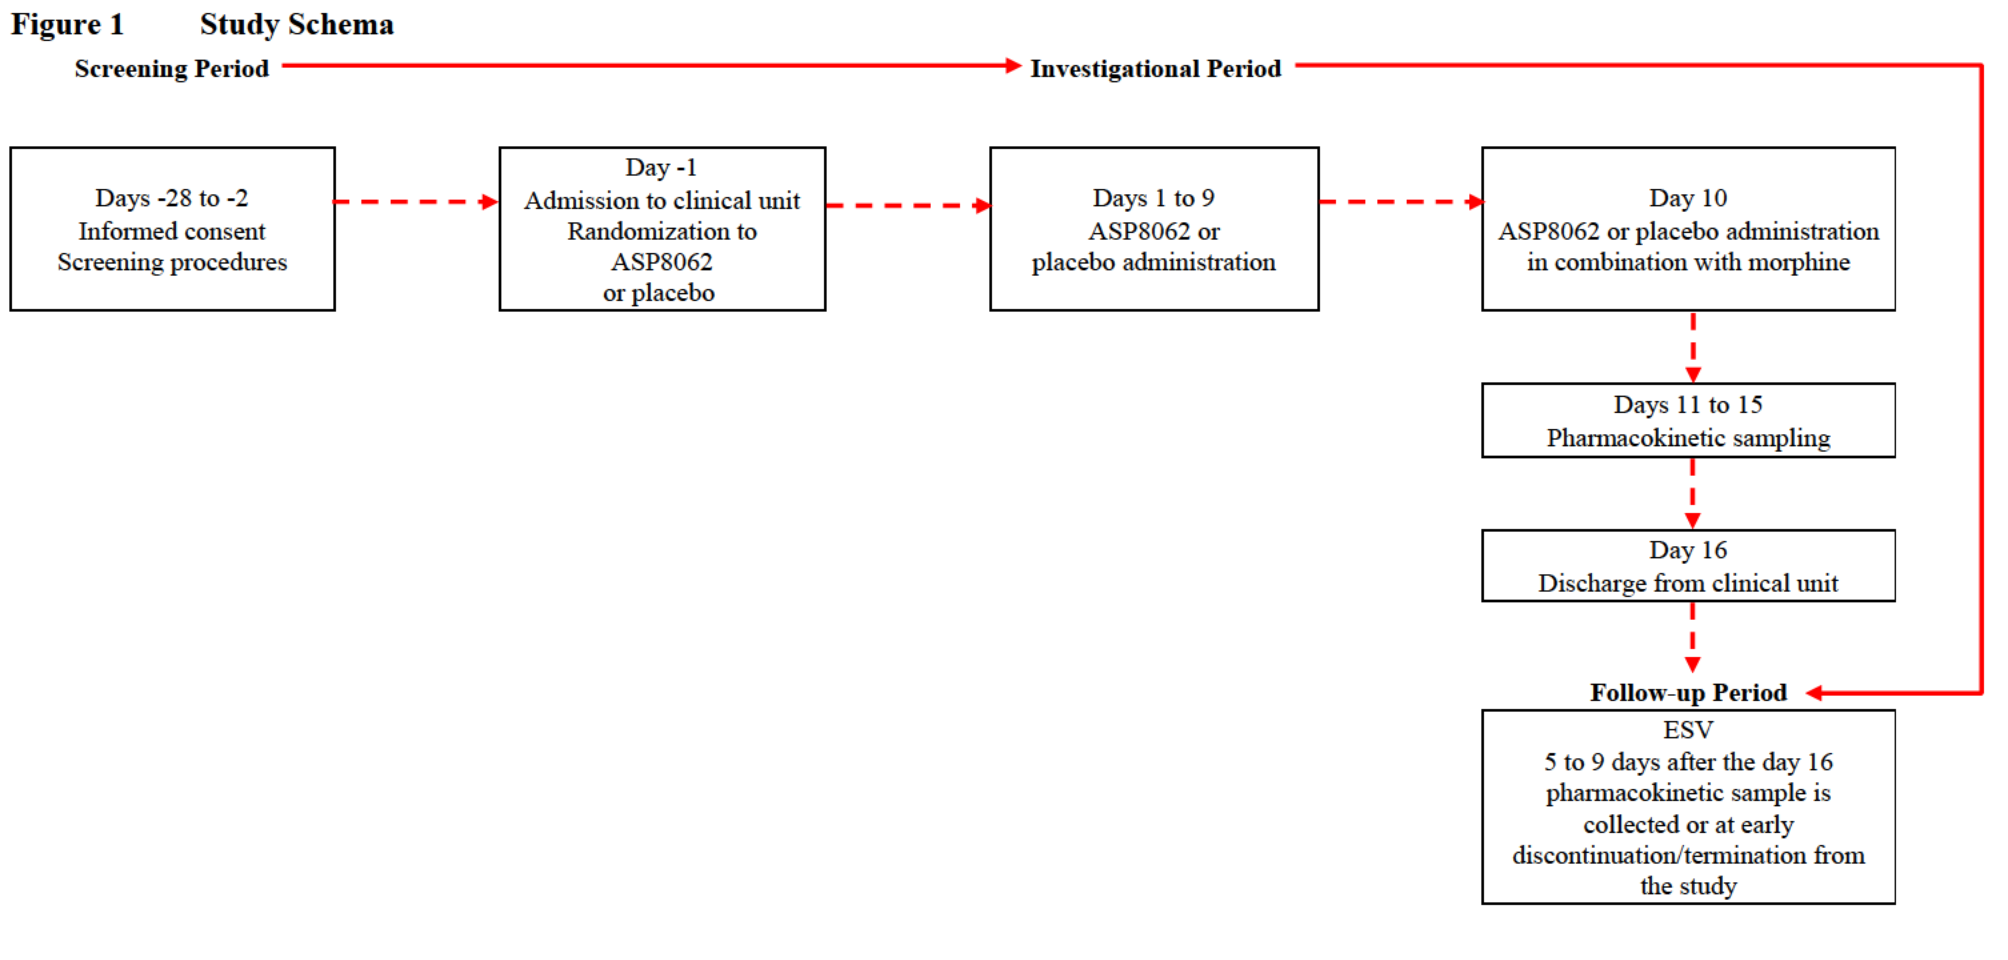 Figure 1 Study Schema
Screening Period
Investigational Period
Days -28 to -2
Informed consent
Screening procedures
Day -1
Admission to clinical unit
Randomization to
ASP8062
or placebo
Days 1 to 9
ASP8062 or
placebo administration
Day 10
ASP8062 or placebo administration
in combination with morphine
Days 11 to 15
Pharmacokinetic sampling
Day 16
Discharge from clinical unit
Follow-up Period
ESV
5 to 9 days after the day 16
pharmacokinetic sample is
collected or at early
discontinuation/termination from
the study